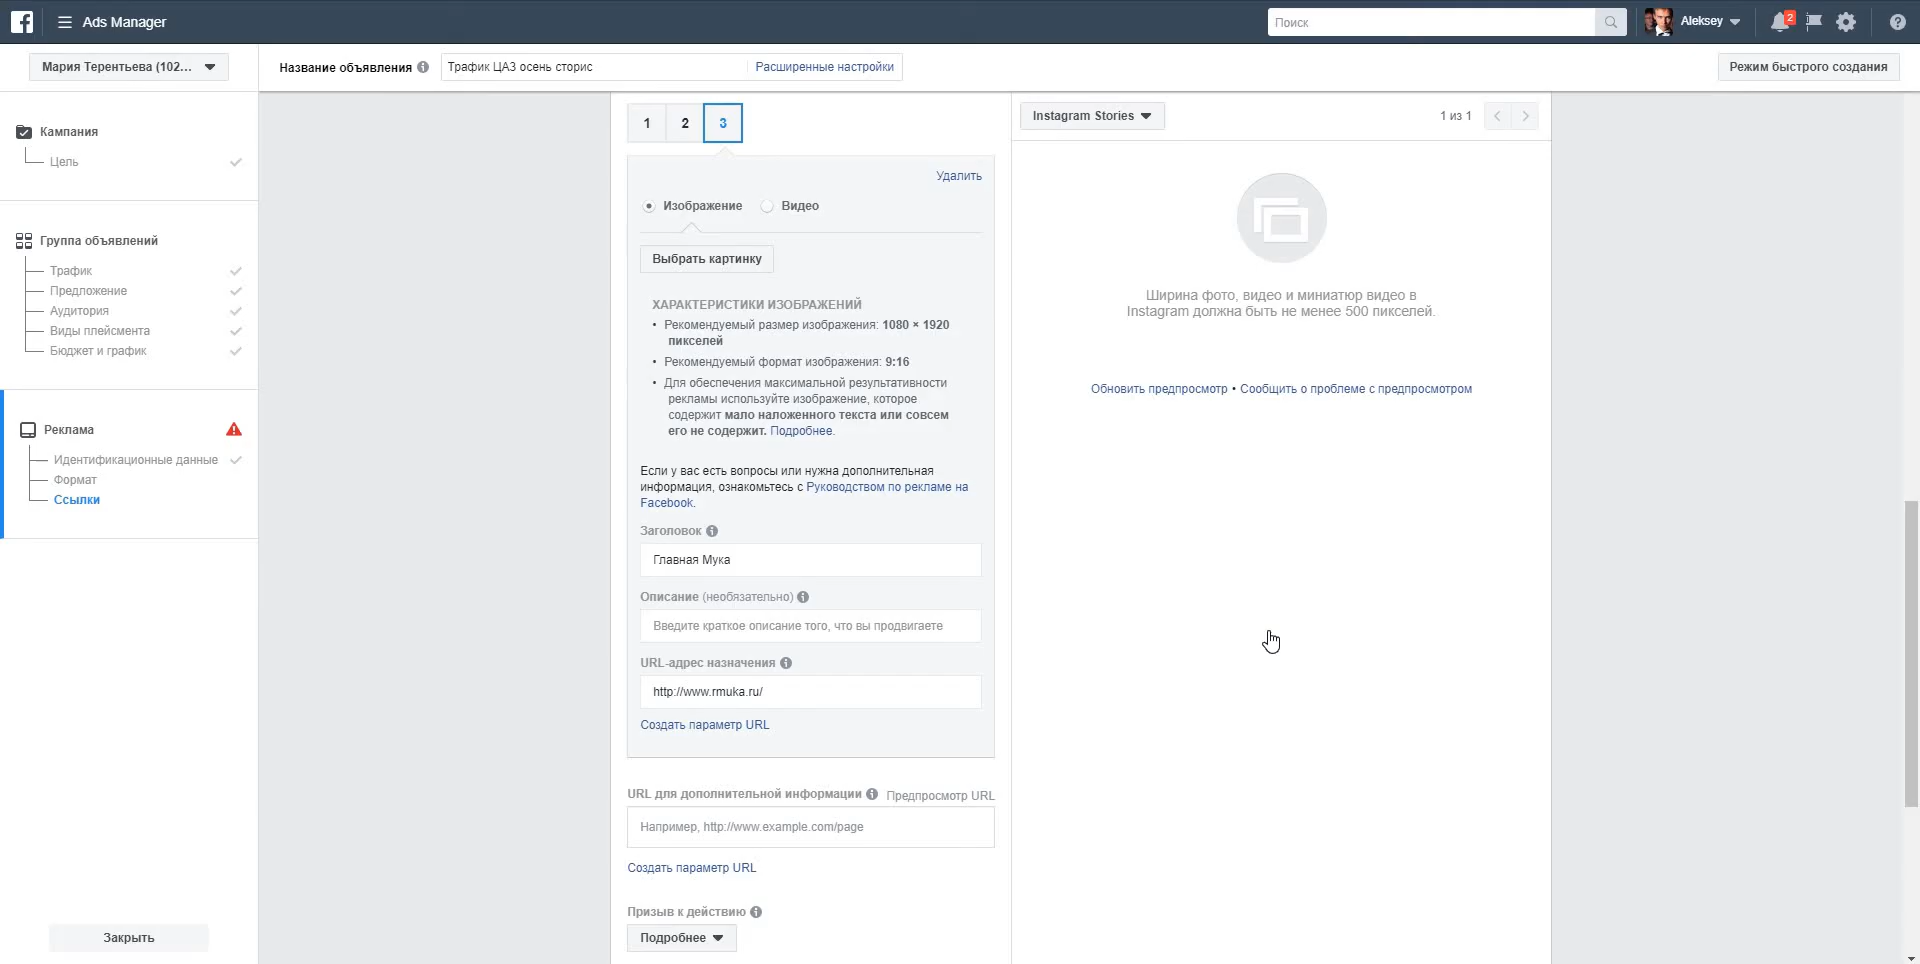 Ads Manager
Поиск
Aleksey
2
Мария Терентьева (102...
Название объявления
Трафик ЦАЗ осень сторис
Расширенные настройки
Режим быстрого создания
Кампания
Цель
Группа объявлений
Трафик
Предложение
Аудитория
Виды плейсмента
Бюджет и график
Реклама
Идентификационные данные
Формат
Ссылки
Закрыть
1 2 3
Удалить
Изображение
Видео
Выбрать картинку
ХАРАКТЕРИСТИКИ ИЗОБРАЖЕНИЙ
• Рекомендуемый размер изображения: 1080 × 1920
пикселей
• Рекомендуемый формат изображения: 9:16
• Для обеспечения максимальной результативности
рекламы используйте изображение, которое
содержит мало наложенного текста или совсем
его не содержит. Подробнее.
Если у вас есть вопросы или нужна дополнительная
информация, ознакомьтесь с Руководством по рекламе на
Facebook.
Заголовок
Главная Мука
Описание (необязательно)
Введите краткое описание того, что вы продвигаете
URL-адрес назначения
http://www.rmuka.ru/
Создать параметр URL
URL для дополнительной информации
Предпросмотр URL
Например, http://www.example.com/page
Создать параметр URL
Призыв к действию
Подробнее
Instagram Stories
1 из 1
Ширина фото, видео и миниатюр видео в
Instagram должна быть не менее 500 пикселей.
Обновить предпросмотр • Сообщить о проблеме с предпросмотром